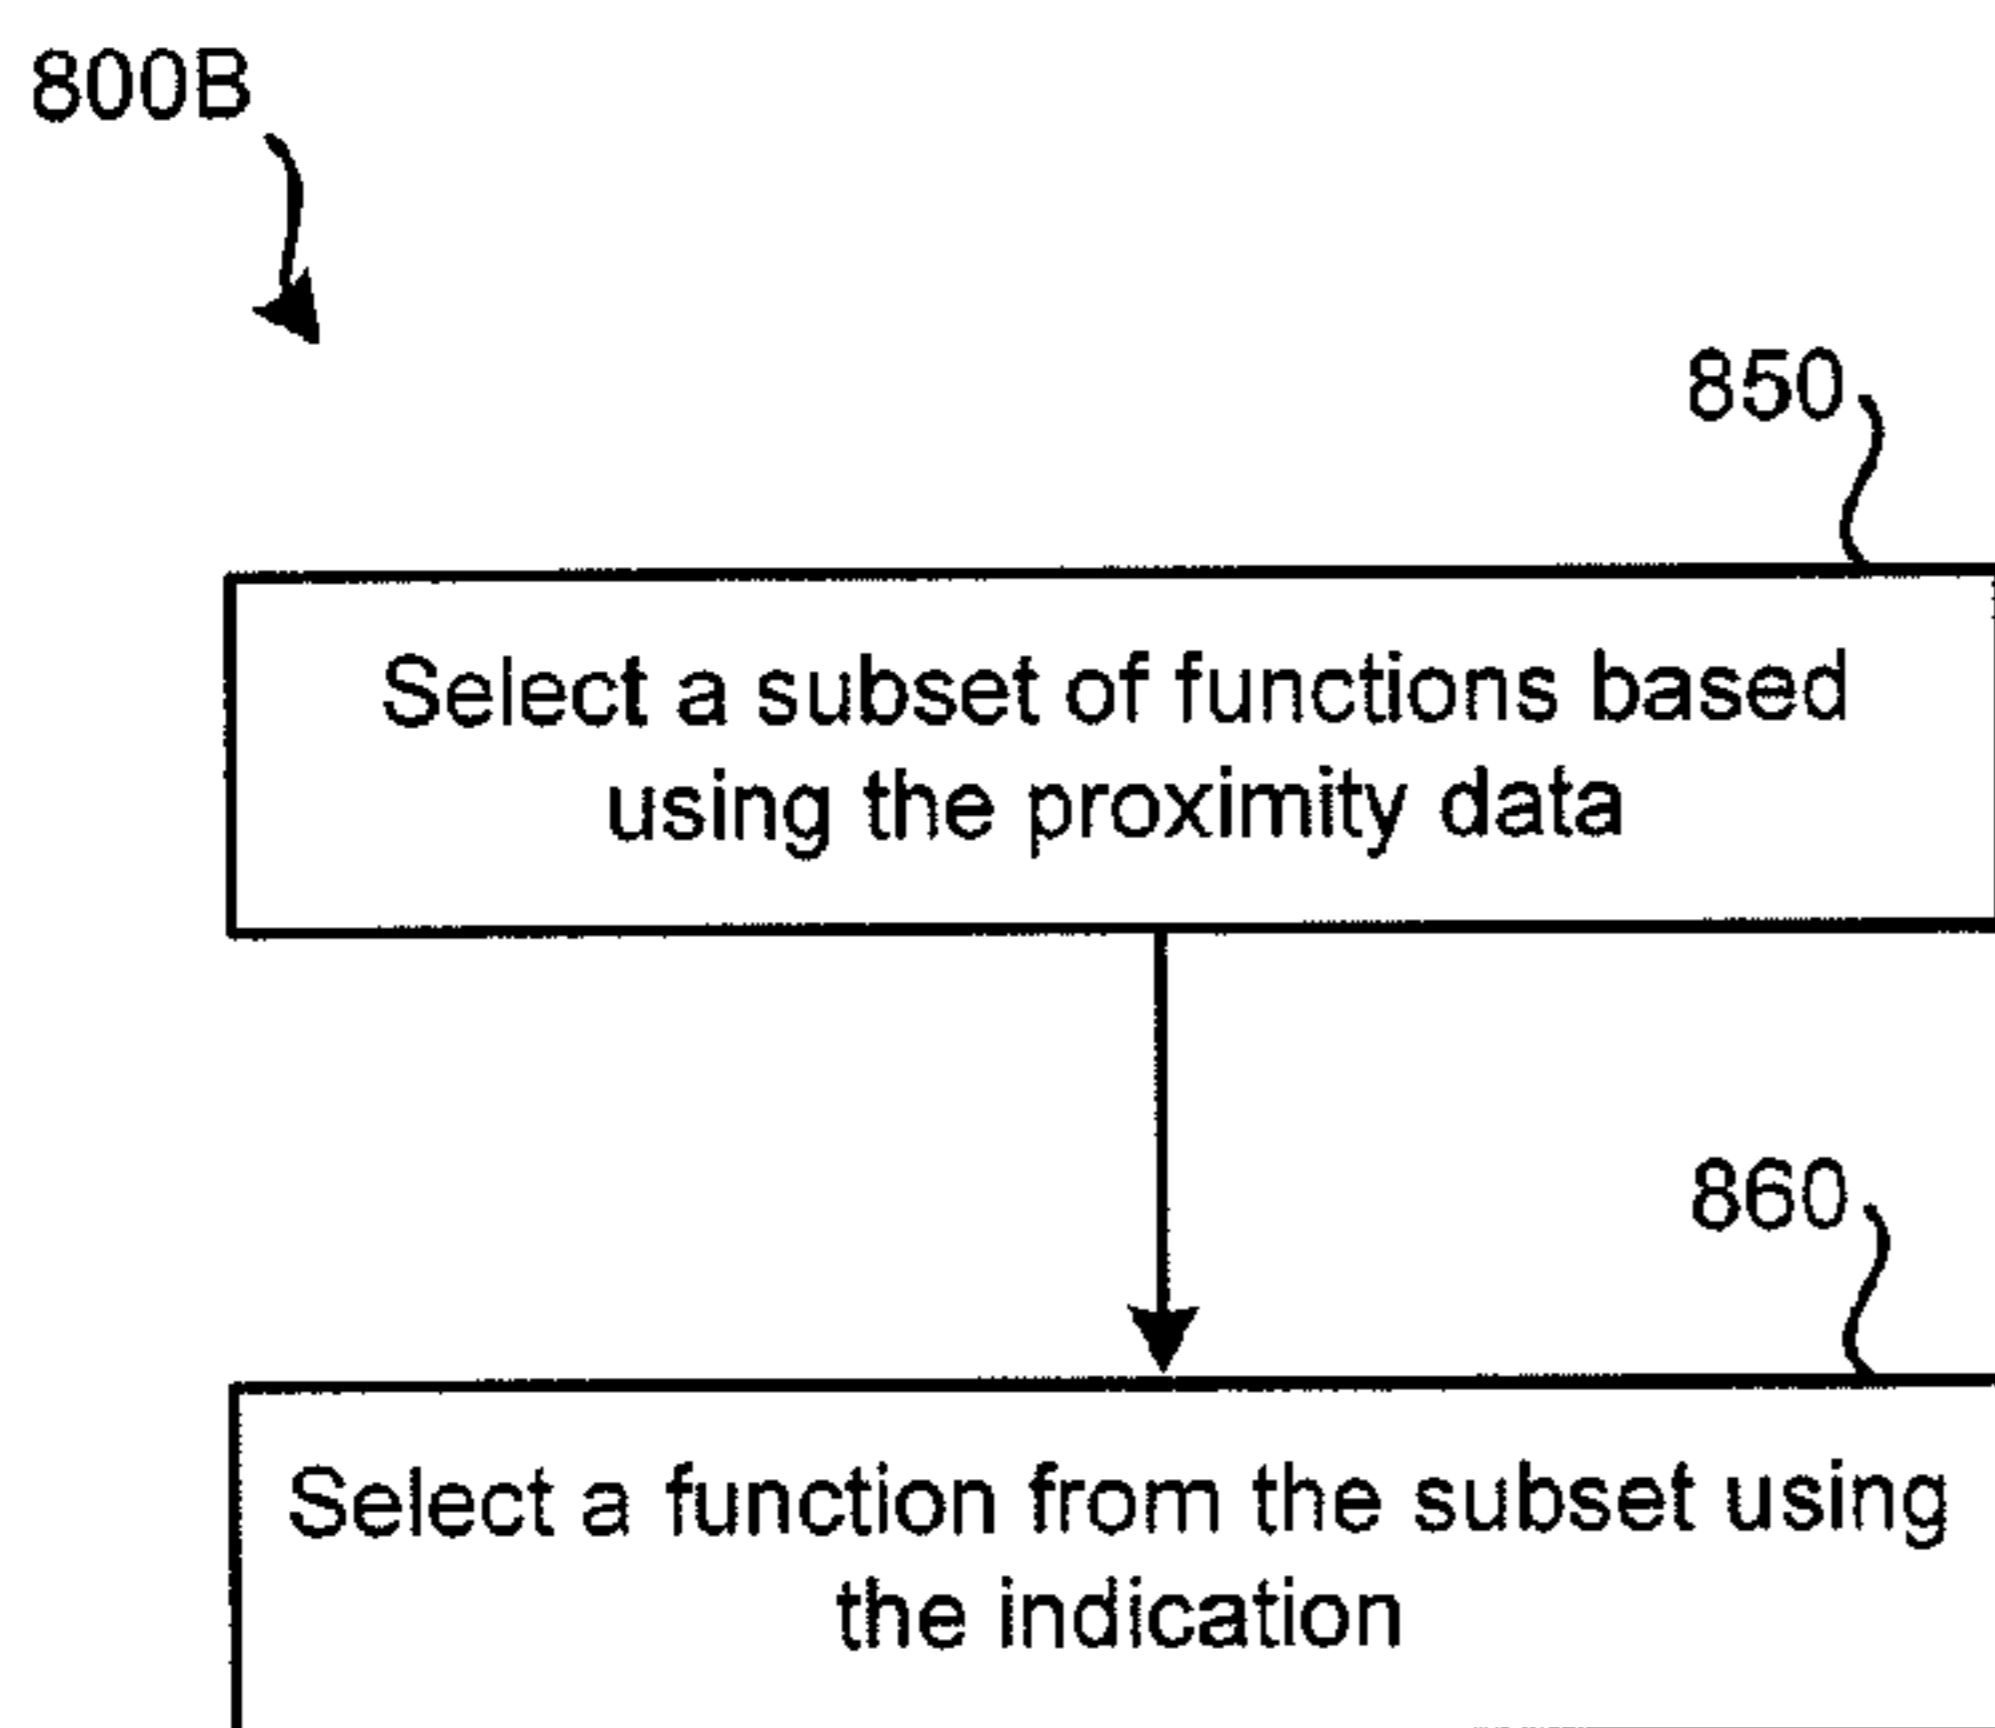 800B
850
Select a subset of functions based
using the proximity data
860
Select a function from the subset using
the indication